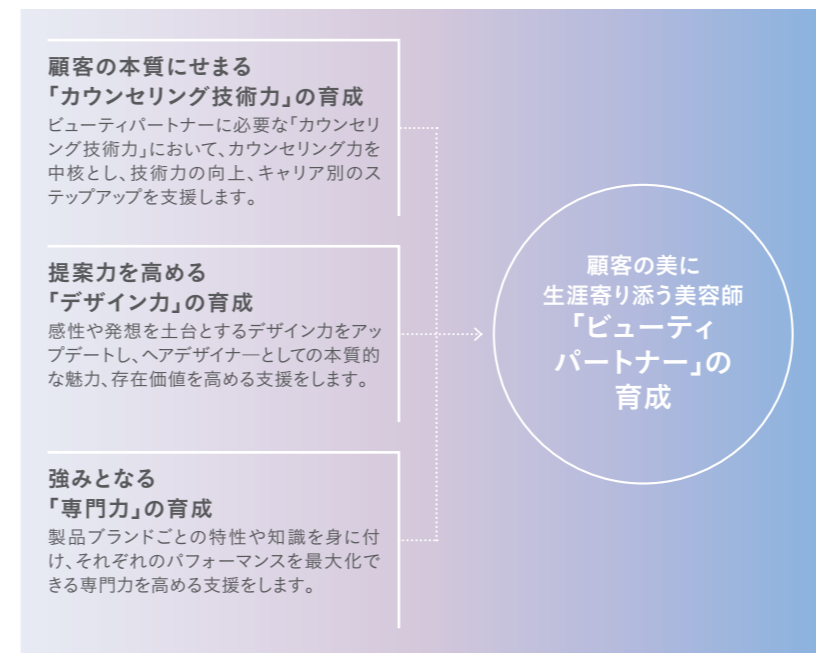 顧客の本質にせまる
「カウンセリング技術力」の育成
ビューティパートナーに必要な「カウンセリ
ング技術力」において、カウンセリング力を
中核とし、技術力の向上、キャリア別のス
テップアップを支援します。
提案力を高める
「デザイン力」の育成
感性や発想を土台とするデザイン力をアッ
プデートし、ヘアデザイナ―としての本質的
な魅力、存在価値を高める支援をします。
強みとなる
「専門力」の育成
製品ブランドごとの特性や知識を身に付
け、それぞれのパフォーマンスを最大化で
きる専門力を高める支援をします。
顧客の美に
生涯寄り添う美容師
「ビューティ
パートナー」の
育成